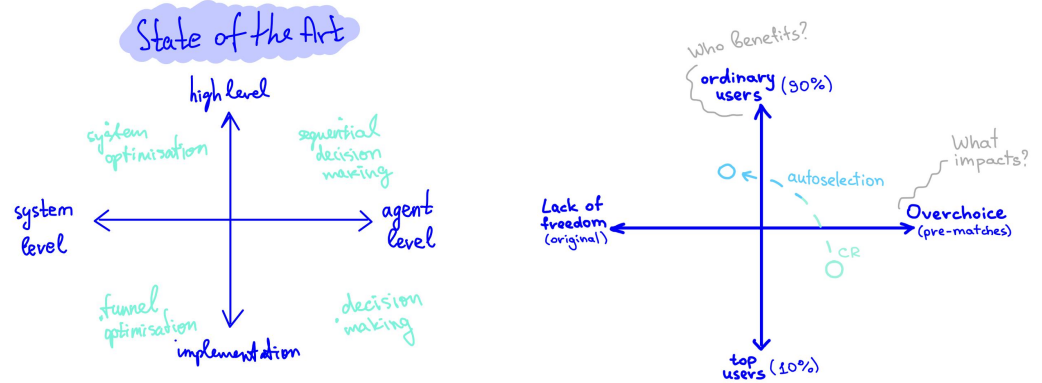 State of the Art
high level
system
optimisation
sequential
decision
making
system
level
agent
level
funnel
optimisation
decision
making
implementation
Who benefits?
ordinary
users (90%)
What
impacts?
autoselection
Lack of
freedom
(original)
Overchoice
(pre-matches)
CR
top
users (10%)